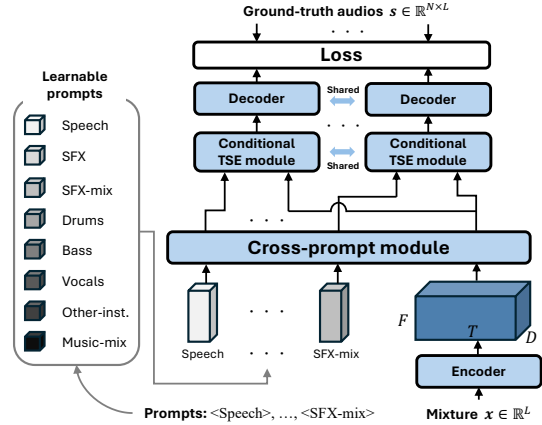 Ground-truth audios s ∈ ℝ^{N×L}
. . .
Loss
Learnable
prompts
Speech
SFX
SFX-mix
Drums
Bass
Vocals
Other-inst.
Music-mix
Decoder
Shared
Decoder
. . .
Conditional
TSE module
Shared
Conditional
TSE module
. . .
Cross-prompt module
. . .
Speech
. . .
SFX-mix
F
T
D
Encoder
Prompts: <Speech>, ..., <SFX-mix>
Mixture x ∈ ℝ^L